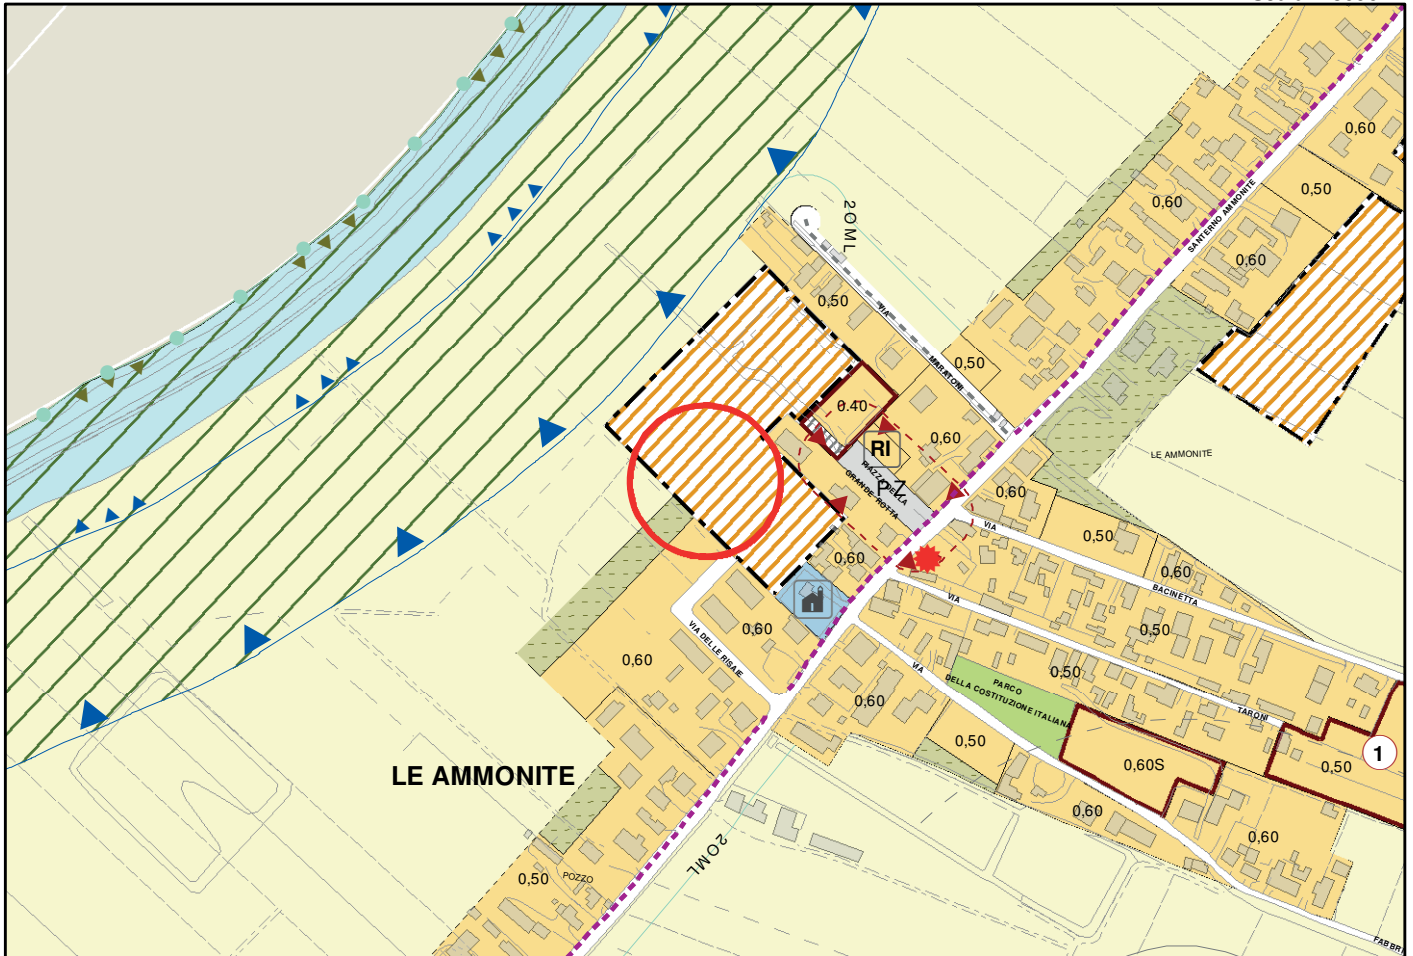 0,60
0,50
0,60
SANTERNO AMMONITE
20 ML
0,60
0,50
VIA
MARATONI
0,50
0.40
0,60
RI
LE AMMONITE
PIAZZA DELLA
GRANDE ROTTA
0,60
VIA
0,50
0,60
0,60
BACINETTA
VIA
0,50
0,60
VIA DELLE RISAIE
0,60
VIA
0,50
PARCO
DELLA COSTITUZIONE ITALIANA
0,60
TARONI
0,50
1
0,60S
0,50
LE AMMONITE
0,60
0,60
20 ML
0,50
POZZO